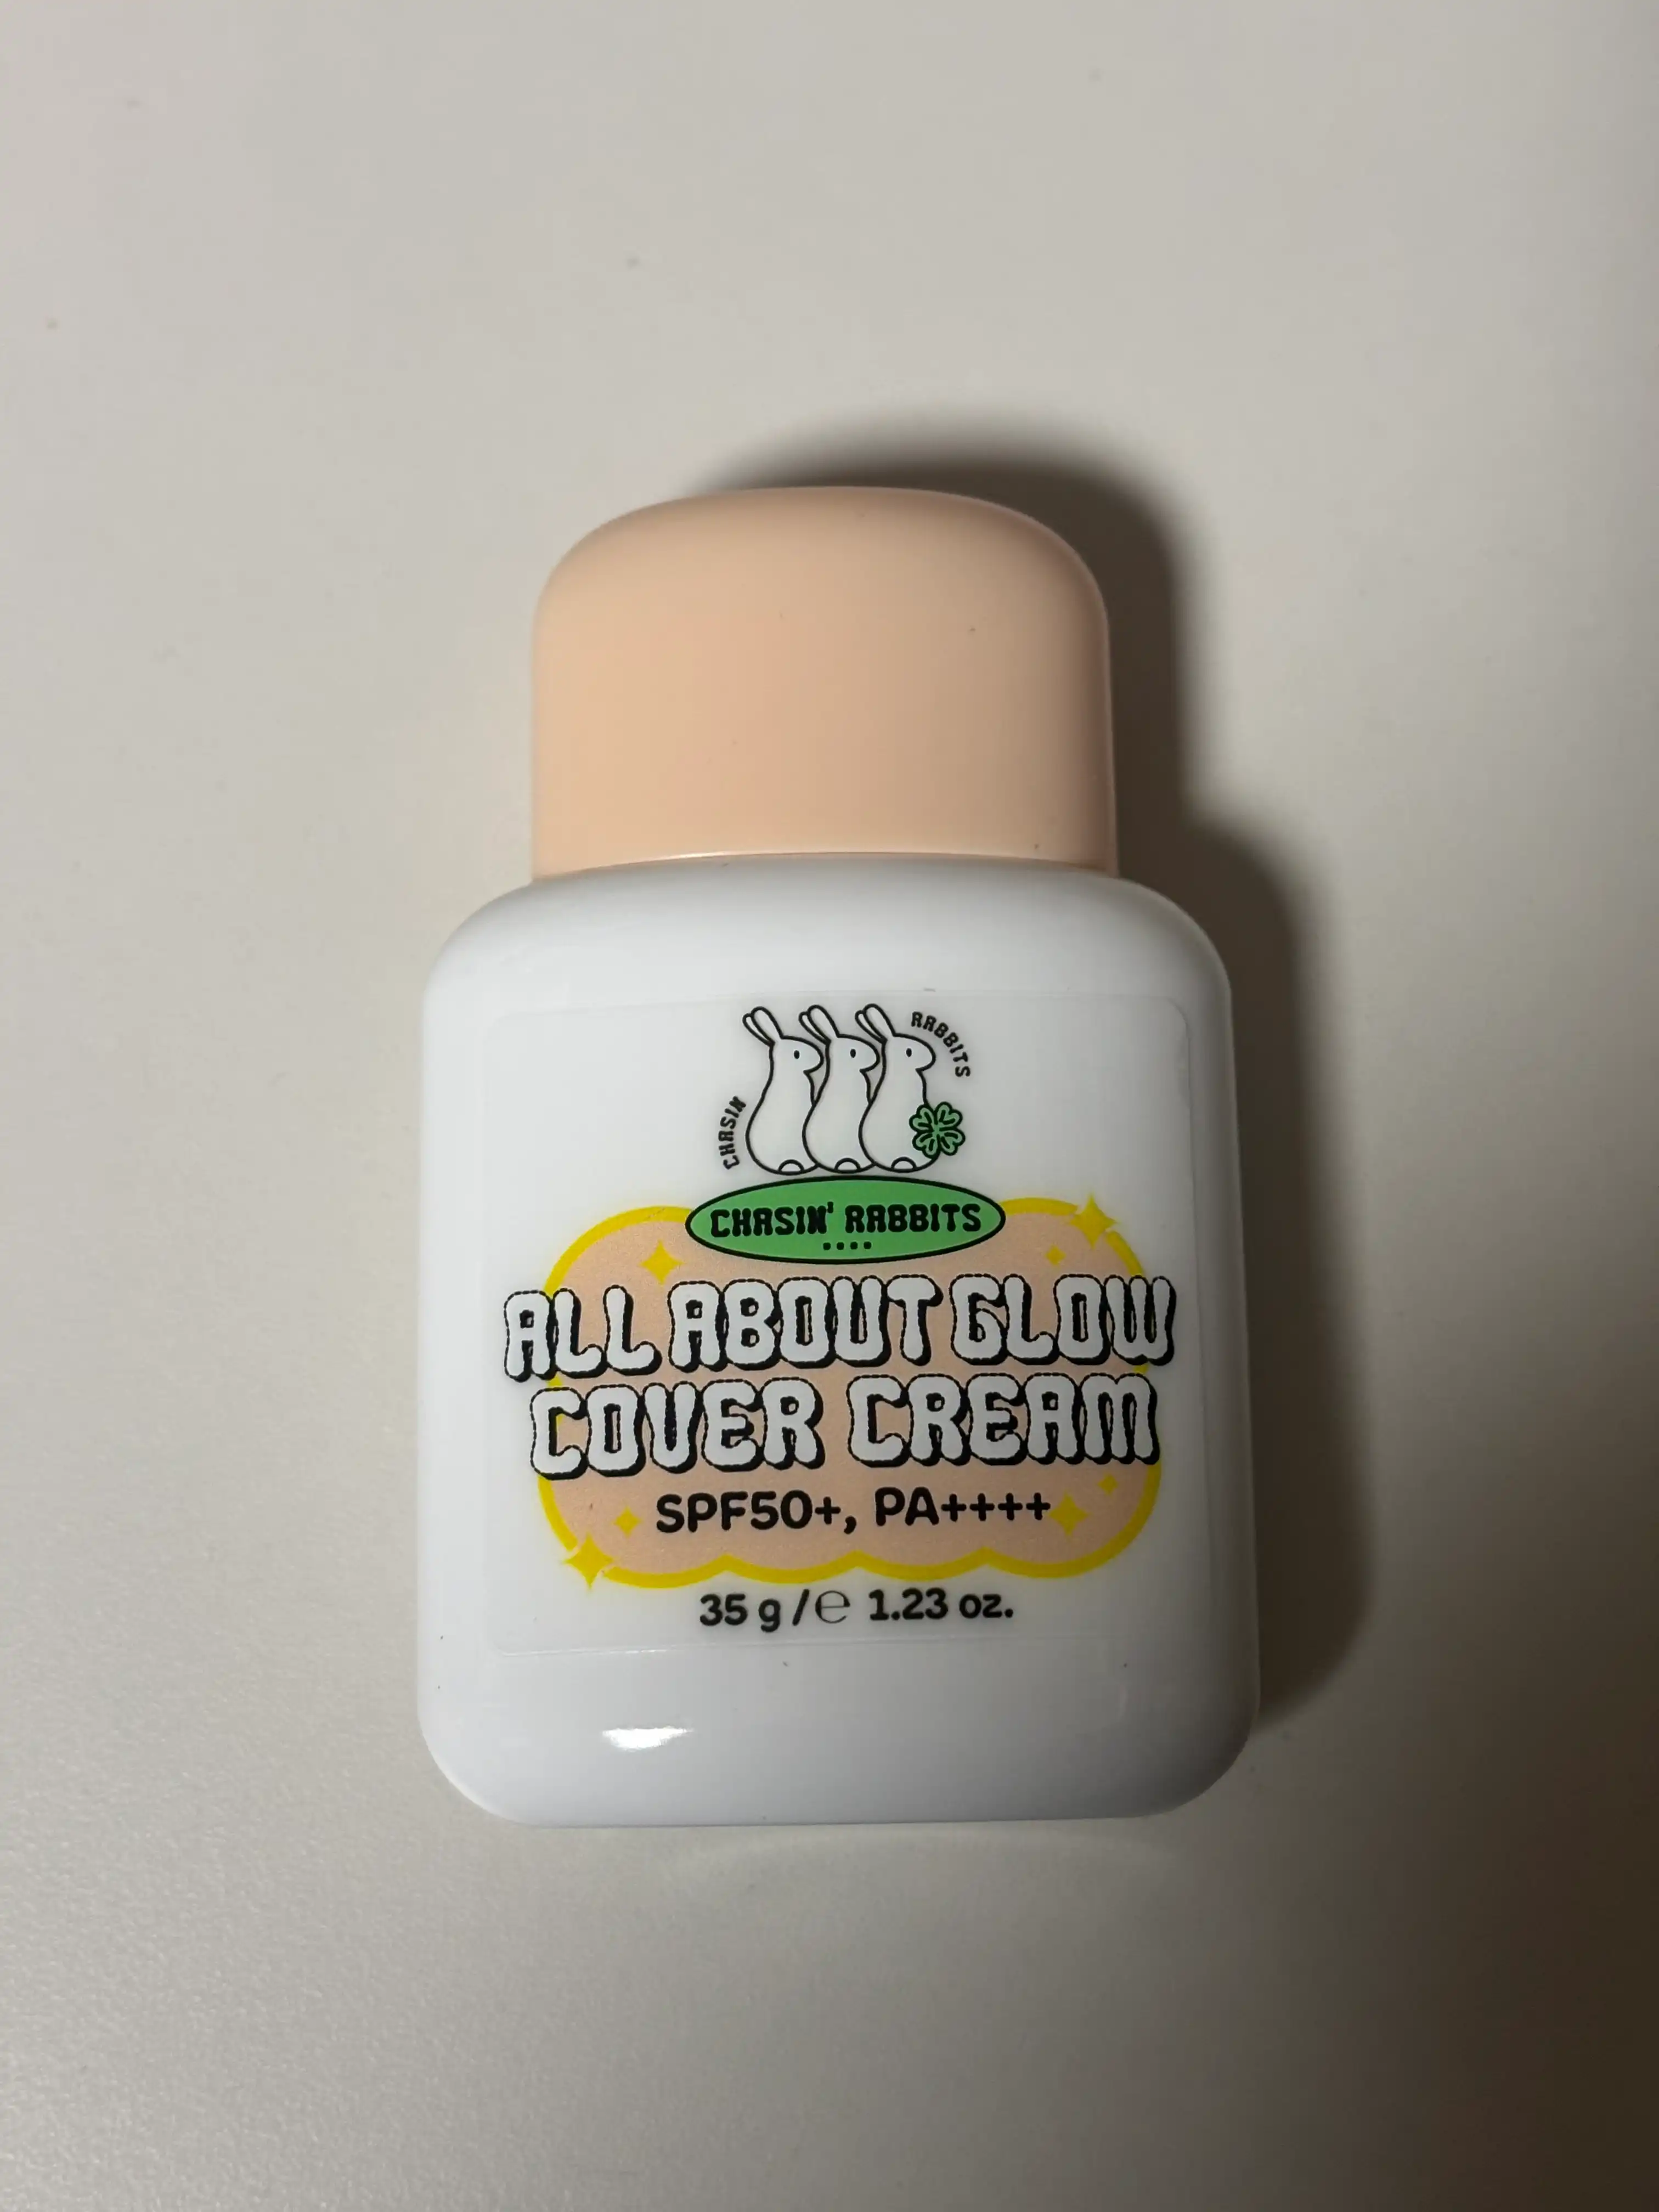 CHASIN RABBITS
CHASIN' RABBITS
ALL ABOUT GLOW
COVER CREAM
SPF50+, PA++++
35 g / ℮ 1.23 oz.